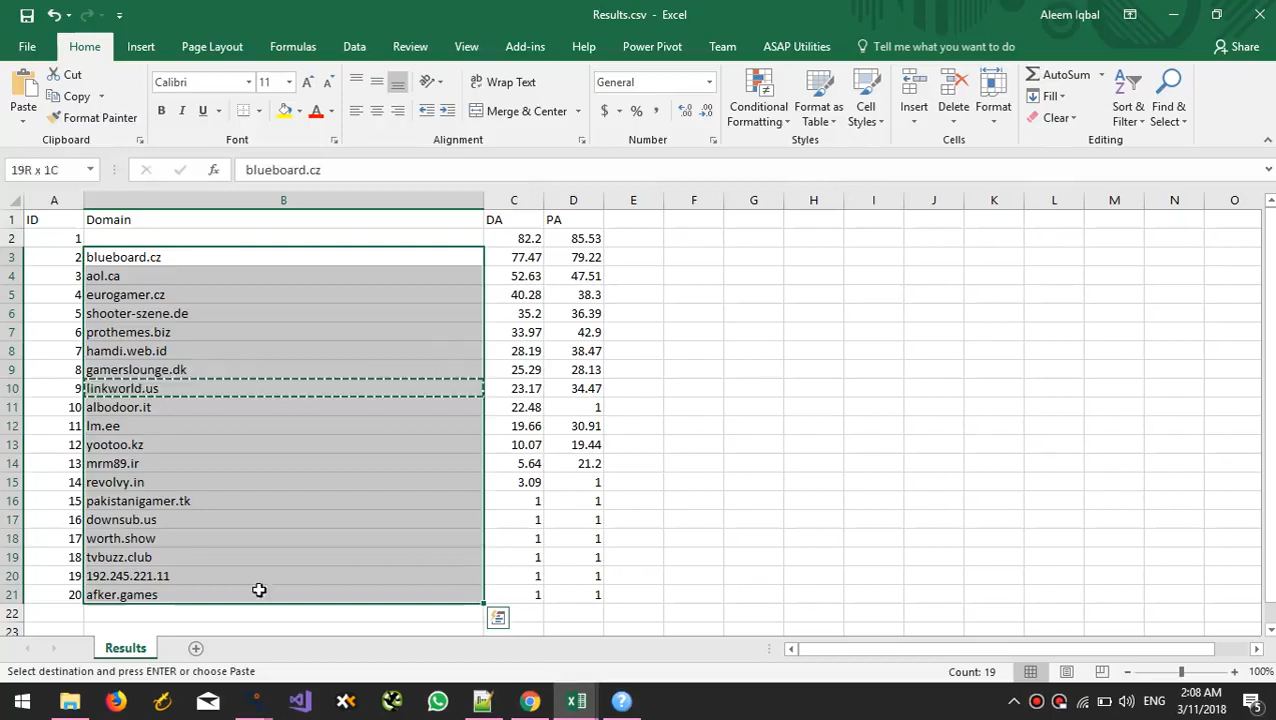 Results.csv - Excel
Aleem Iqbal
File Home Insert Page Layout Formulas Data Review View Add-ins Help Power Pivot Team ASAP Utilities Tell me what you want to do Share
Paste Cut Copy Format Painter
Clipboard
Calibri 11
B I U A
Font
Wrap Text
Merge & Center
Alignment
General
$ % ,
Number
Conditional Formatting Format as Table Cell Styles
Styles
Insert Delete Format
Cells
AutoSum Fill Clear Sort & Filter Find & Select
Editing
19R x 1C fx blueboard.cz
A B C D E F G H I J K L M N O
1 ID Domain DA PA
2 1 82.2 85.53
3 2 blueboard.cz 77.47 79.22
4 3 aol.ca 52.63 47.51
5 4 eurogamer.cz 40.28 38.3
6 5 shooter-szene.de 35.2 36.39
7 6 prothemes.biz 33.97 42.9
8 7 hamdi.web.id 28.19 38.47
9 8 gamerslounge.dk 25.29 28.13
10 9 linkworld.us 23.17 34.47
11 10 albodoor.it 22.48 1
12 11 lm.ee 19.66 30.91
13 12 yootoo.kz 10.07 19.44
14 13 mrm89.ir 5.64 21.2
15 14 revolvy.in 3.09 1
16 15 pakistanigamer.tk 1 1
17 16 downsub.us 1 1
18 17 worth.show 1 1
19 18 tvbuzz.club 1 1
20 19 192.245.221.11 1 1
21 20 afker.games 1 1
22
23
Results
Select destination and press ENTER or choose Paste
Count: 19
100%
ENG
2:08 AM
3/11/2018
5